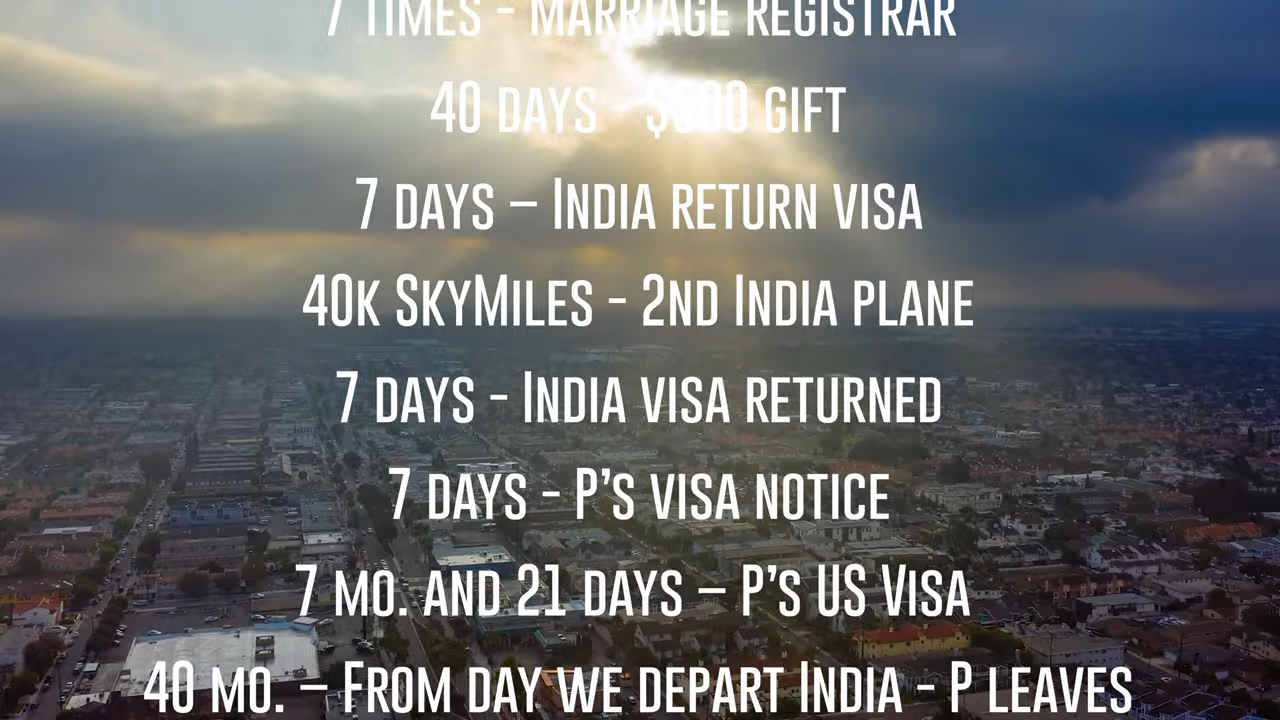 7 TIMES - MARRIAGE REGISTRAR
40 DAYS - GIFT
7 DAYS – INDIA RETURN VISA
40K SKYMILES - 2ND INDIA PLANE
7 DAYS - INDIA VISA RETURNED
7 DAYS - P'S VISA NOTICE
7 MO. AND 21 DAYS – P'S US VISA
40 MO. – FROM DAY WE DEPART INDIA - P LEAVES